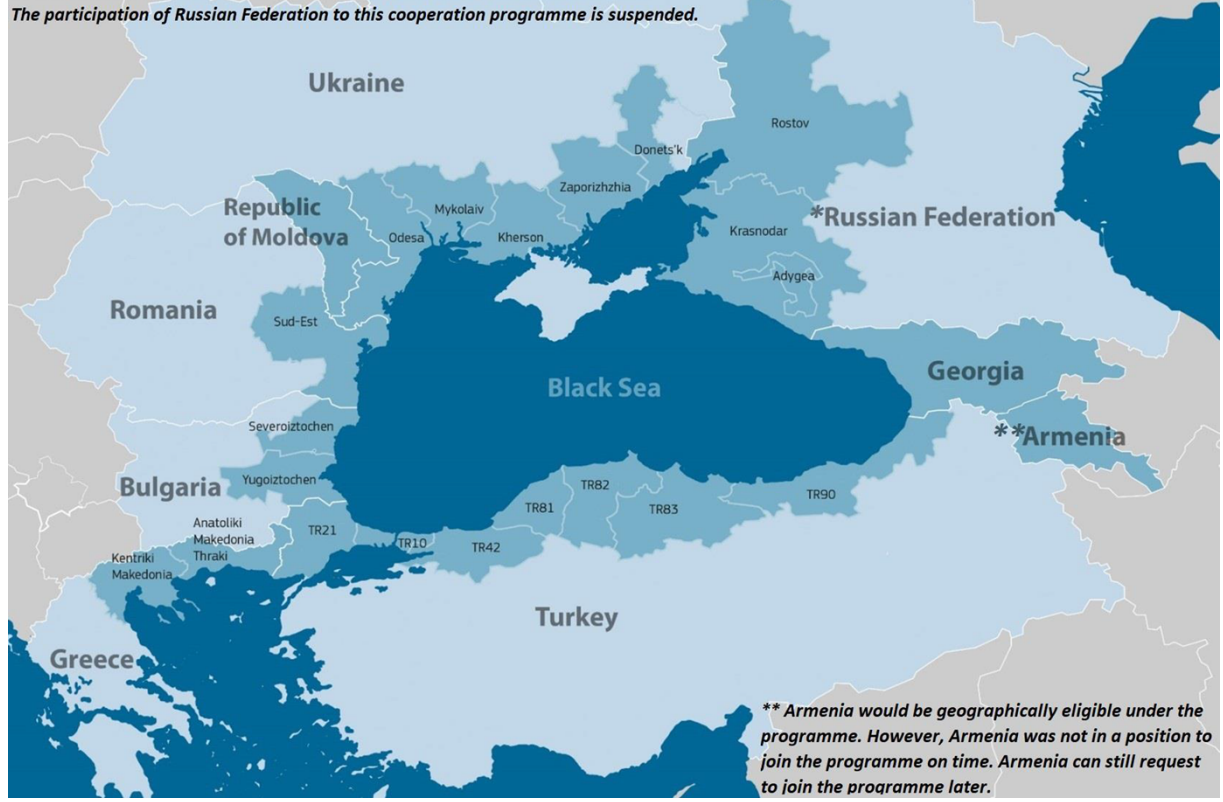 The participation of Russian Federation to this cooperation programme is suspended.
Ukraine
Rostov
Donets'k
Zaporizhzhia
Republic
of Moldova
Mykolaiv
Odesa
Kherson
*Russian Federation
Krasnodar
Adygea
Romania
Sud-Est
Georgia
Black Sea
Severoiztochen
**Armenia
Bulgaria
Yugoiztochen
TR82
TR90
TR81
TR83
Anatoliki
Makedonia
Thraki
TR21
TR10
TR42
Kentriki
Makedonia
Turkey
Greece
** Armenia would be geographically eligible under the
programme. However, Armenia was not in a position to
join the programme on time. Armenia can still request
to join the programme later.